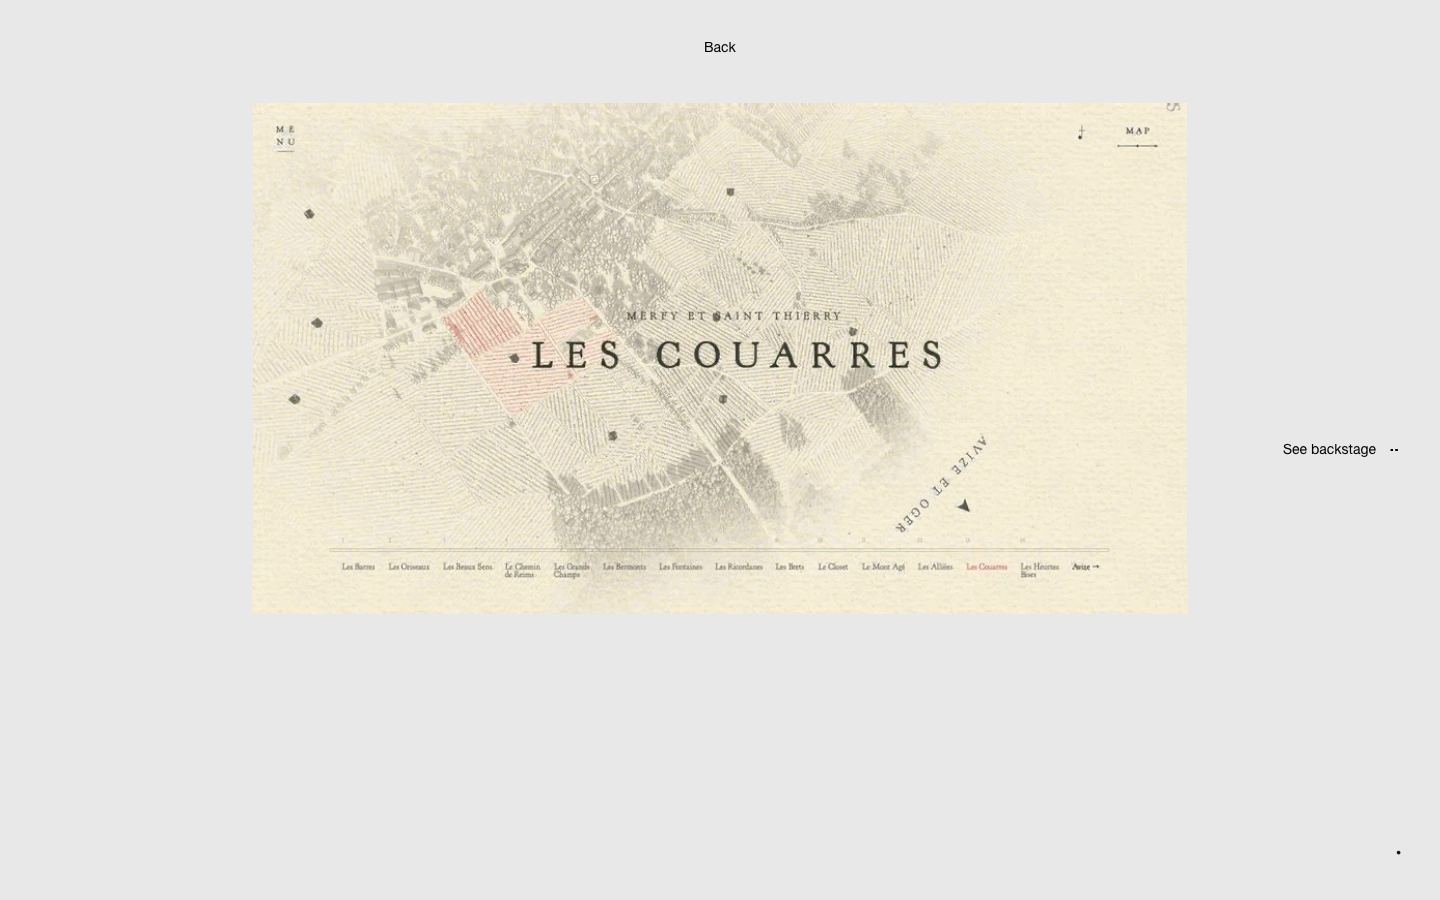 Back
ME
NU
MAP
MERFY ET SAINT THIERRY
LES COUARRES
See backstage
AVIZE ET OGER
Les Barres
Les Oriseaux
Les Beaux Sens
Le Chemin
de Reims
Les Grands
Champs
Les Bermonts
Les Fontaines
Les Ricordanes
Les Brets
Le Closet
Le Mont Agé
Les Alliées
Les Couarres
Les Heurtes
Bises
Avize →